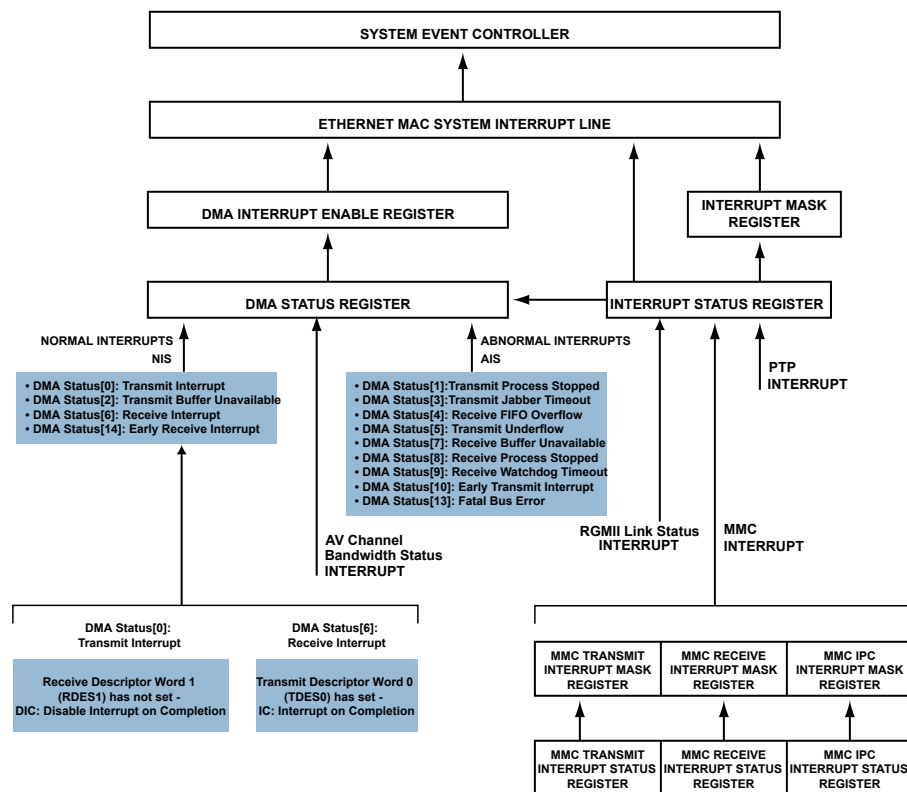 SYSTEM EVENT CONTROLLER
ETHERNET MAC SYSTEM INTERRUPT LINE
DMA INTERRUPT ENABLE REGISTER
INTERRUPT MASK
REGISTER
DMA STATUS REGISTER
INTERRUPT STATUS REGISTER
NORMAL INTERRUPTS
NIS
ABNORMAL INTERRUPTS
AIS
PTP
INTERRUPT
• DMA Status[0]: Transmit Interrupt
• DMA Status[2]: Transmit Buffer Unavailable
• DMA Status[6]: Receive Interrupt
• DMA Status[14]: Early Receive Interrupt
• DMA Status[1]:Transmit Process Stopped
• DMA Status[3]:Transmit Jabber Timeout
• DMA Status[4]: Receive FIFO Overflow
• DMA Status[5]: Transmit Underflow
• DMA Status[7]: Receive Buffer Unavailable
• DMA Status[8]: Receive Process Stopped
• DMA Status[9]: Receive Watchdog Timeout
• DMA Status[10]: Early Transmit Interrupt
• DMA Status[13]: Fatal Bus Error
AV Channel
Bandwidth Status
INTERRUPT
RGMII Link Status
INTERRUPT
MMC
INTERRUPT
DMA Status[0]:
Transmit Interrupt
DMA Status[6]:
Receive Interrupt
Receive Descriptor Word 1
(RDES1) has not set -
DIC: Disable Interrupt on Completion
Transmit Descriptor Word 0
(TDES0) has set -
IC: Interrupt on Completion
MMC TRANSMIT
INTERRUPT MASK
REGISTER
MMC RECEIVE
INTERRUPT MASK
REGISTER
MMC IPC
INTERRUPT MASK
REGISTER
MMC TRANSMIT
INTERRUPT STATUS
REGISTER
MMC RECEIVE
INTERRUPT STATUS
REGISTER
MMC IPC
INTERRUPT STATUS
REGISTER